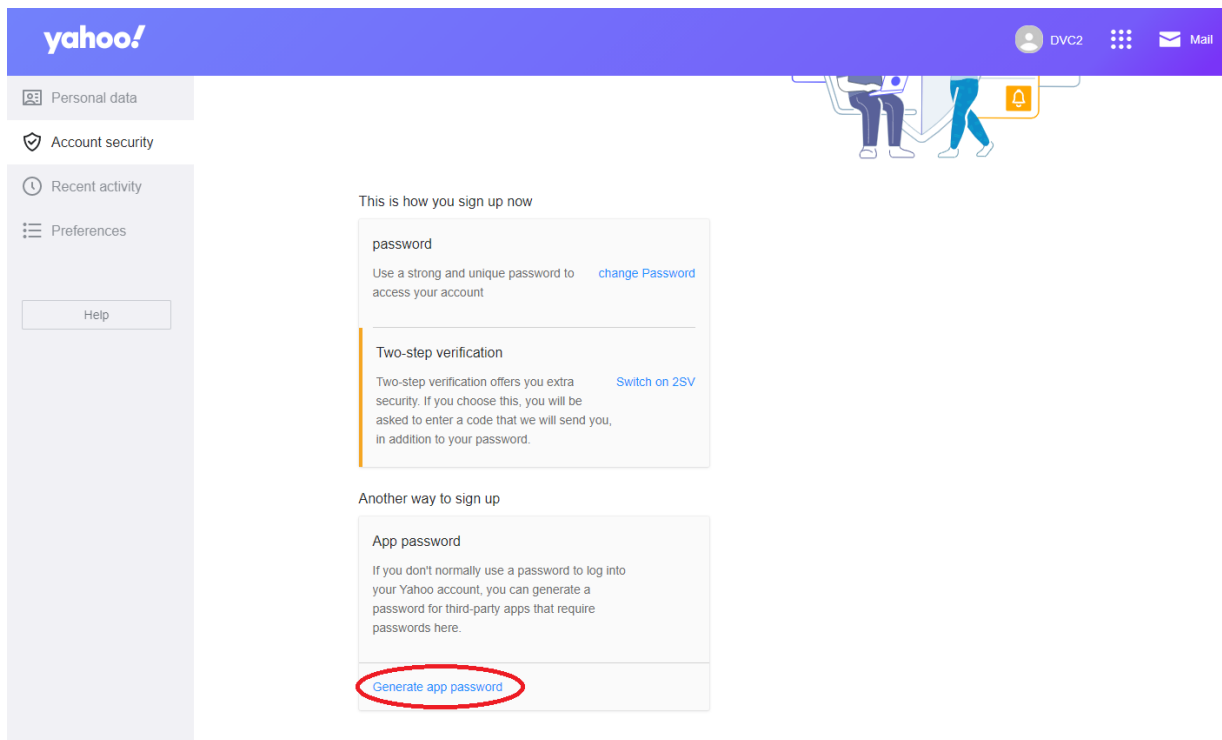 yahoo!
DVC2
Mail
Personal data
Account security
Recent activity
Preferences
Help
This is how you sign up now
password
Use a strong and unique password to
access your account
change Password
Two-step verification
Two-step verification offers you extra
security. If you choose this, you will be
asked to enter a code that we will send you,
in addition to your password.
Switch on 2SV
Another way to sign up
App password
If you don't normally use a password to log into
your Yahoo account, you can generate a
password for third-party apps that require
passwords here.
Generate app password